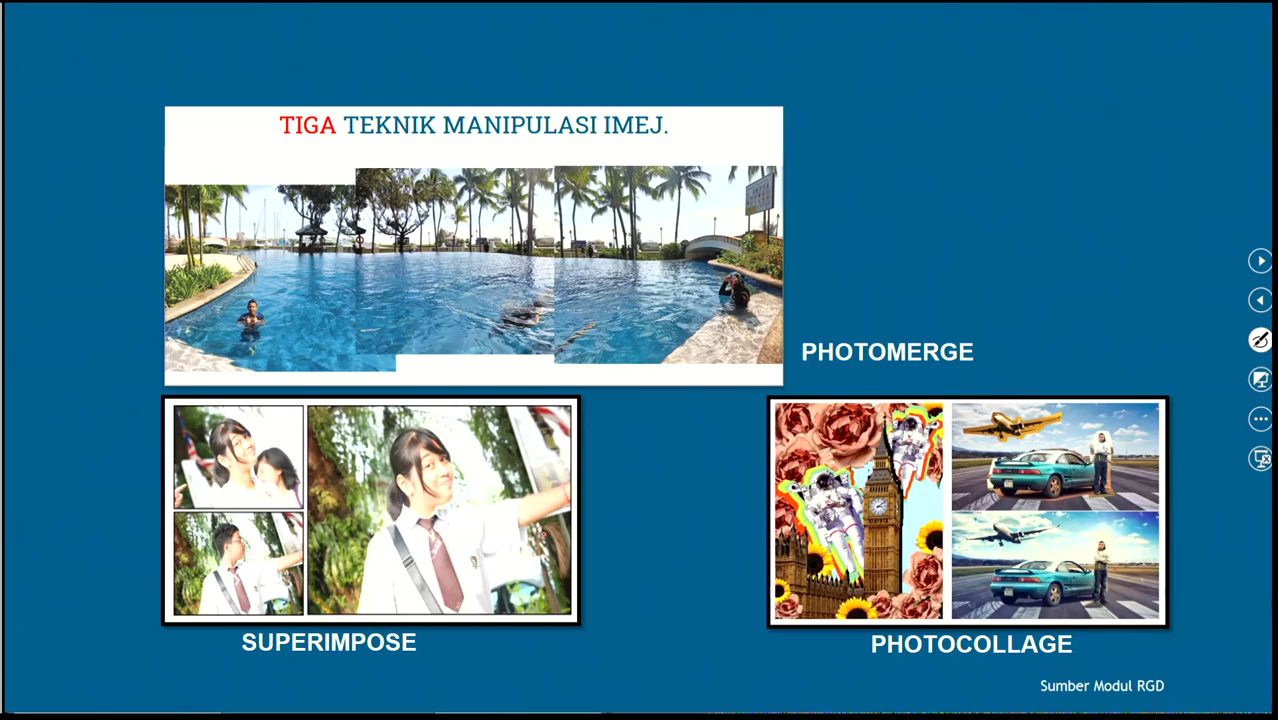 TIGA TEKNIK MANIPULASI IMEJ.
PHOTOMERGE
SUPERIMPOSE
PHOTOCOLLAGE
Sumber Modul RGD